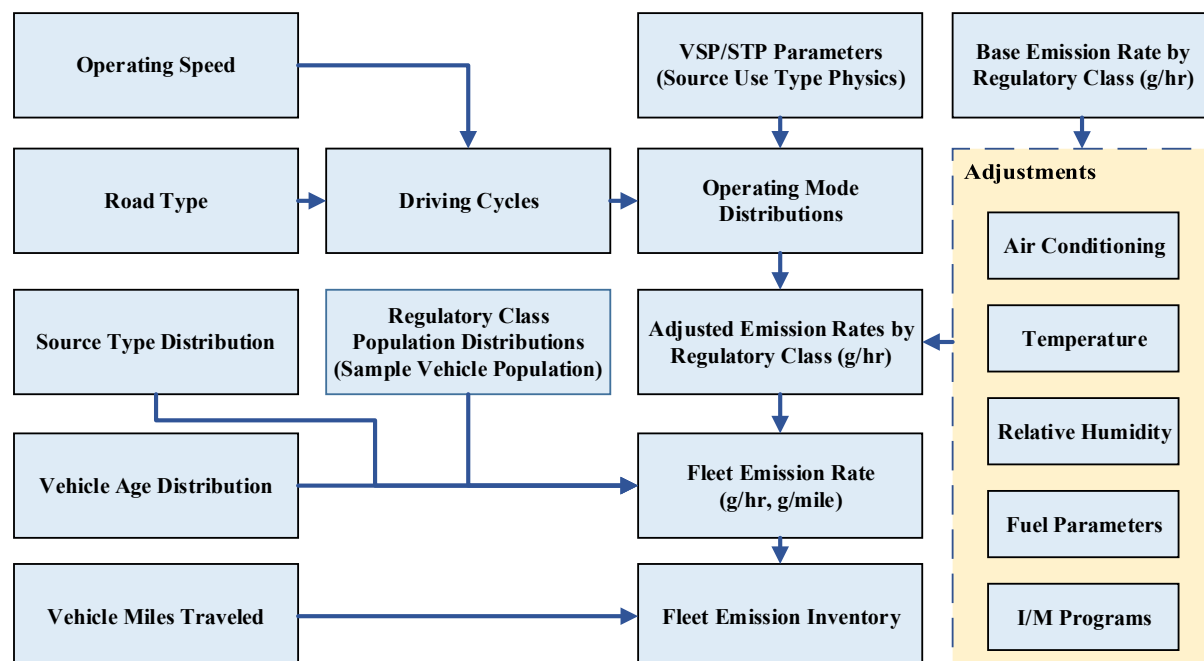 Operating Speed
VSP/STP Parameters
(Source Use Type Physics)
Base Emission Rate by
Regulatory Class (g/hr)
Road Type
Driving Cycles
Operating Mode
Distributions
Adjustments
Air Conditioning
Source Type Distribution
Regulatory Class
Population Distributions
(Sample Vehicle Population)
Adjusted Emission Rates by
Regulatory Class (g/hr)
Temperature
Relative Humidity
Vehicle Age Distribution
Fleet Emission Rate
(g/hr, g/mile)
Fuel Parameters
Vehicle Miles Traveled
Fleet Emission Inventory
I/M Programs